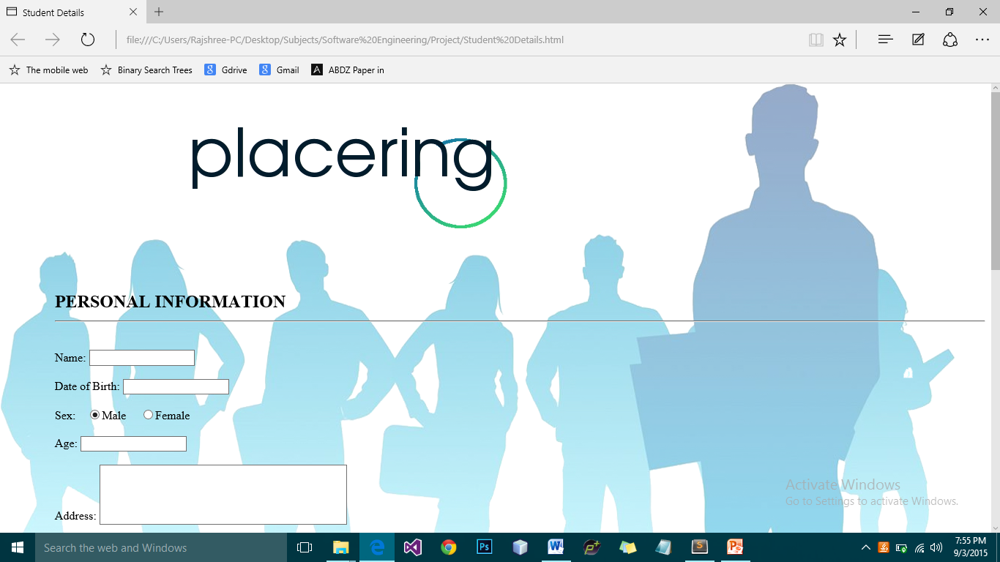 Student Details
file:///C:/Users/Rajshree-PC/Desktop/Subjects/Software%20Engineering/Project/Student%20Details.html
The mobile web Binary Search Trees Gdrive Gmail ABDZ Paper in
placering
PERSONAL INFORMATION
Name:
Date of Birth:
Sex: Male Female
Age:
Address:
Activate Windows
Go to Settings to activate Windows.
Search the web and Windows
7:55 PM
9/3/2015